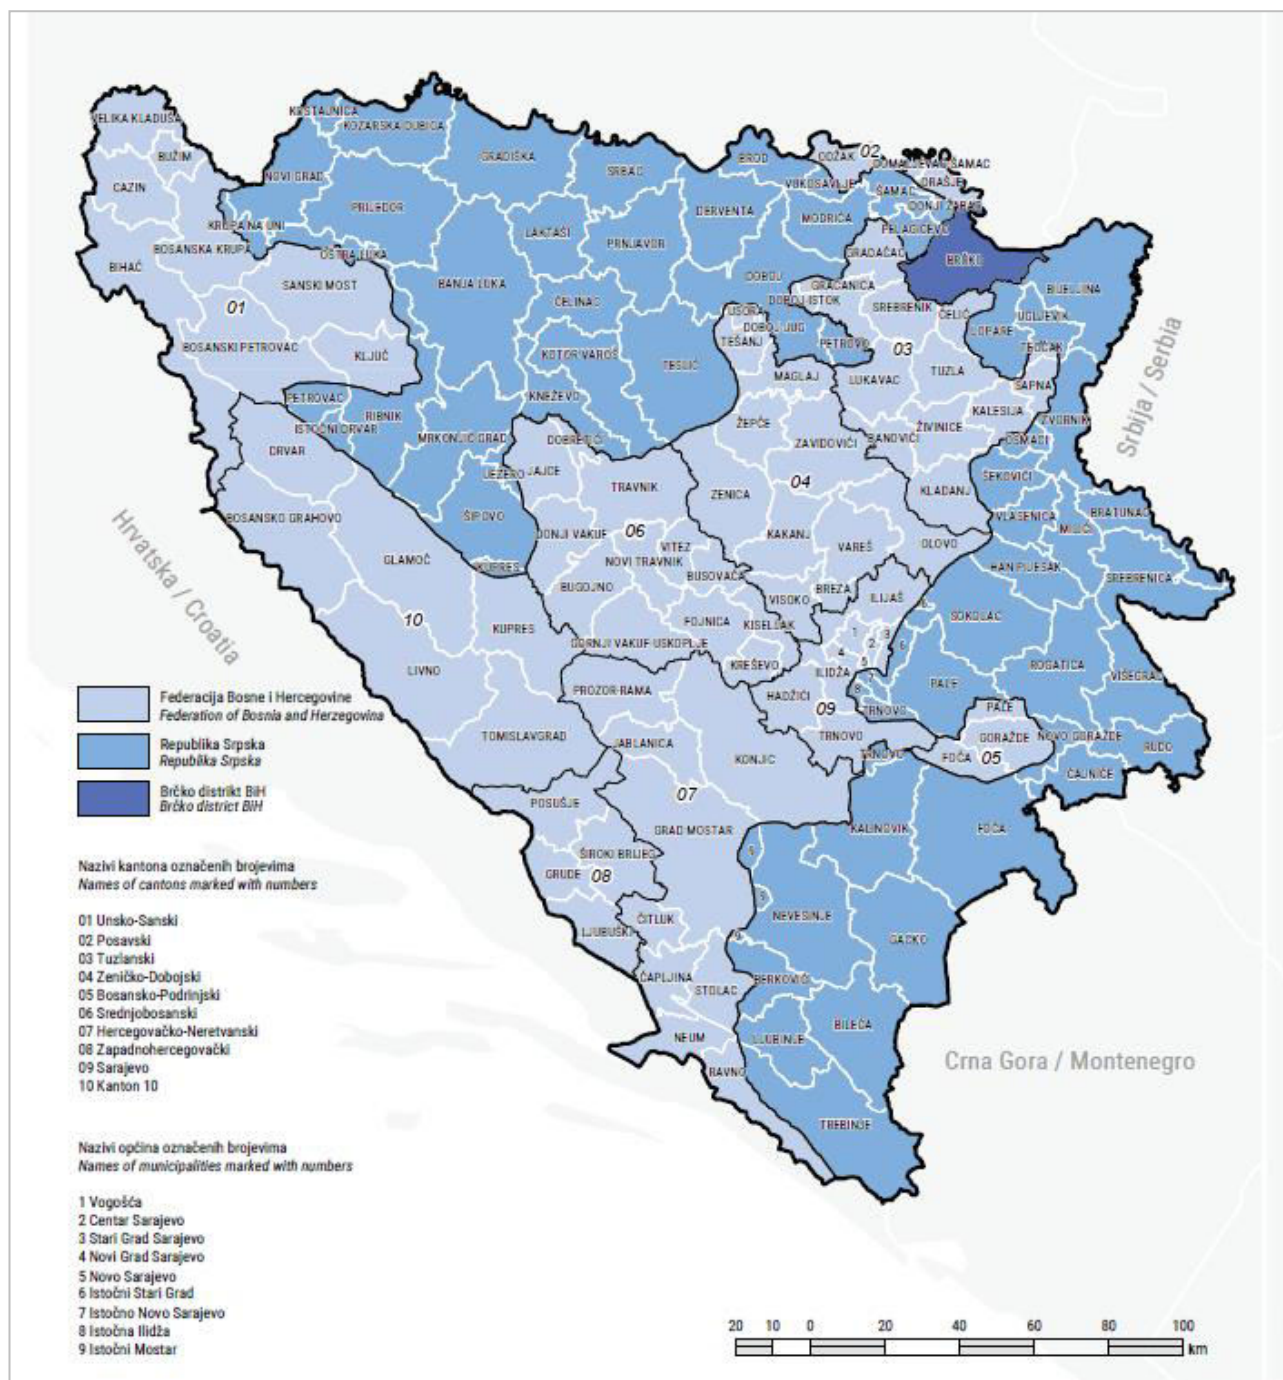 VELIKA KLADUŠA
BUŽIM
CAZIN
BIHAĆ
BOSANSKA KRUPA
01
SANSKI MOST
BOSANSKI PETROVAC
KLJUČ
KOSTAJNICA
KOZARSKA DUBICA
NOVI GRAD
PRIJEDOR
KRUPA NA UNI
OŠTRA LUKA
GRADIŠKA
LAKTAŠI
BANJA LUKA
SRBAC
PRNJAVOR
ČELINAC
KOTOR VAROŠ
KNEŽEVO
TESLIĆ
BROD
DERVENTA
VUKOSAVLJE
MODRIČA
DOBOJ
ODŽAK
02
DOMALJEVAC-ŠAMAC
ORAŠJE
ŠAMAC
DONJI ŽABAR
PELAGIĆEVO
BRČKO
GRADAČAC
GRAČANICA
DOBOJ-ISTOK
SREBRENIK
ČELIĆ
USORA
DOBOJ-JUG
TEŠANJ
PETROVO
03
LOPARE
BIJELJINA
UGLJEVIK
TEOČAK
SAPNA
MAGLAJ
LUKAVAC
TUZLA
KALESIJA
ZVORNIK
ŽEPČE
ZAVIDOVIĆI
BANOVIĆI
ŽIVINICE
OSMACI
ŠEKOVIĆI
KLADANJ
PETROVAC
RIBNIK
ISTOČNI DRVAR
MRKONJIĆ GRAD
JEZERO
ŠIPOVO
KUPRES
DRVAR
BOSANSKO GRAHOVO
GLAMOČ
KUPRES
10
LIVNO
TOMISLAVGRAD
DOBRETIĆI
JAJCE
TRAVNIK
DONJI VAKUF
06
VITEZ
NOVI TRAVNIK
BUSOVAČA
BUGOJNO
FOJNICA
KISELJAK
GORNJI VAKUF-USKOPLJE
KREŠEVO
ZENICA
04
KAKANJ
VAREŠ
OLOVO
VISOKO
BREZA
ILIJAŠ
VLASENICA
MILIĆI
BRATUNAC
HAN PIJESAK
SREBRENICA
SOKOLAC
ROGATICA
VIŠEGRAD
PALE
1
2
3
4
5
6
6
7
8
ILIDŽA
HADŽIĆI
09
TRNOVO
TRNOVO
TRNOVO
PALE
GORAŽDE
FOČA
05
NOVO GORAŽDE
RUDO
ČAJNIČE
PROZOR-RAMA
JABLANICA
KONJIC
07
GRAD MOSTAR
KALINOVIK
FOČA
POSUŠJE
ŠIROKI BRIJEG
GRUDE
08
ČITLUK
LJUBUŠKI
ČAPLJINA
STOLAC
NEUM
RAVNO
9
9
9
NEVESINJE
GACKO
BERKOVIĆI
LJUBINJE
BILEĆA
TREBINJE
Hrvatska / Croatia
Srbija / Serbia
Crna Gora / Montenegro
Federacija Bosne i Hercegovine
Federation of Bosnia and Herzegovina
Republika Srpska
Republika Srpska
Brčko distrikt BiH
Brčko district BiH
Nazivi kantona označenih brojevima
Names of cantons marked with numbers
01 Unsko-Sanski
02 Posavski
03 Tuzlanski
04 Zeničko-Dobojski
05 Bosansko-Podrinjski
06 Srednjobosanski
07 Hercegovačko-Neretvanski
08 Zapadnohercegovački
09 Sarajevo
10 Kanton 10
Nazivi općina označenih brojevima
Names of municipalities marked with numbers
1 Vogošća
2 Centar Sarajevo
3 Stari Grad Sarajevo
4 Novi Grad Sarajevo
5 Novo Sarajevo
6 Istočni Stari Grad
7 Istočno Novo Sarajevo
8 Istočna Ilidža
9 Istočni Mostar
20 10 0 20 40 60 80 100
km